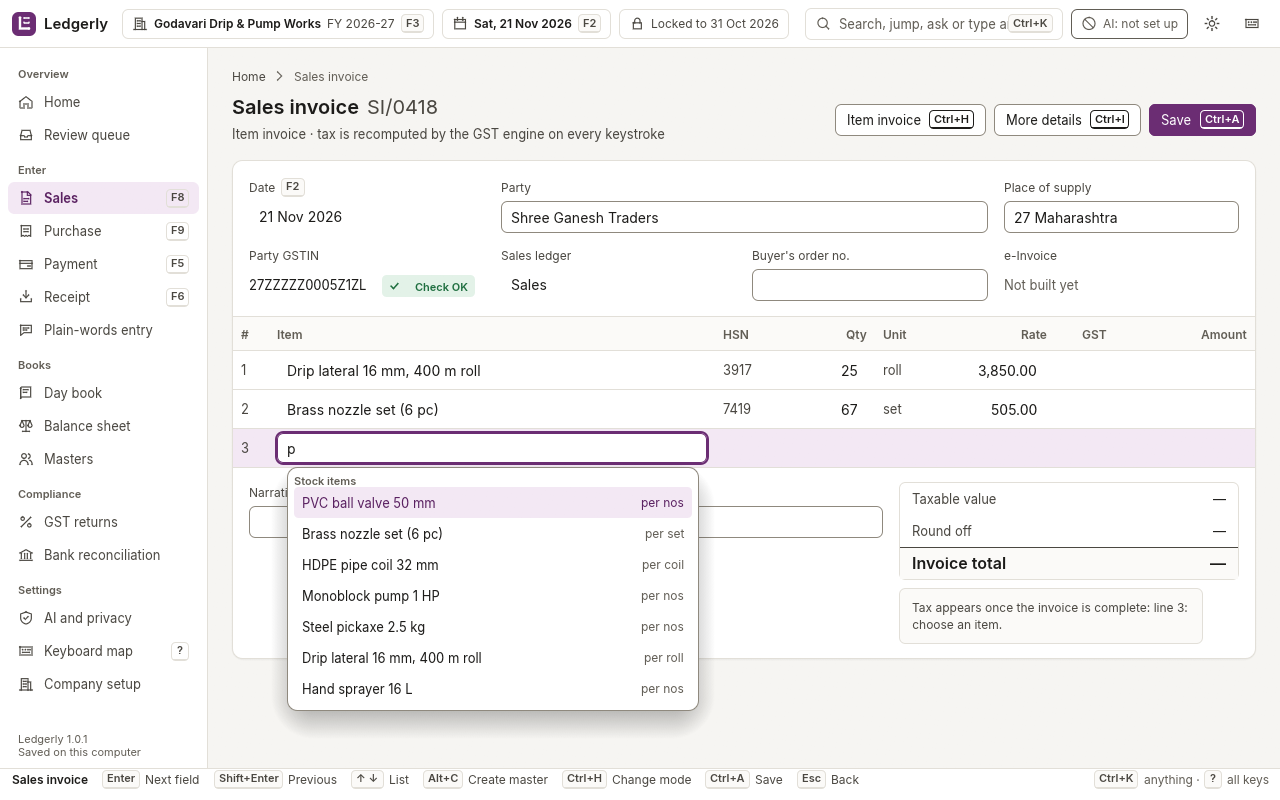 Ledgerly
Godavari Drip & Pump Works FY 2026-27 F3
Sat, 21 Nov 2026 F2
Locked to 31 Oct 2026
Search, jump, ask or type a Ctrl+K
AI: not set up
Overview
Home
Review queue
Enter
Sales F8
Purchase F9
Payment F5
Receipt F6
Plain-words entry
Books
Day book
Balance sheet
Masters
Compliance
GST returns
Bank reconciliation
Settings
AI and privacy
Keyboard map ?
Company setup
Ledgerly 1.0.1
Saved on this computer
Home Sales invoice
Sales invoice SI/0418
Item invoice · tax is recomputed by the GST engine on every keystroke
Item invoice Ctrl+H
More details Ctrl+I
Save Ctrl+A
Date F2
21 Nov 2026
Party
Shree Ganesh Traders
Place of supply
27 Maharashtra
Party GSTIN
27ZZZZZ0005Z1ZL Check OK
Sales ledger
Sales
Buyer's order no.
e-Invoice
Not built yet
# Item HSN Qty Unit Rate GST Amount
1 Drip lateral 16 mm, 400 m roll 3917 25 roll 3,850.00
2 Brass nozzle set (6 pc) 7419 67 set 505.00
3 p
Stock items
PVC ball valve 50 mm per nos
Brass nozzle set (6 pc) per set
HDPE pipe coil 32 mm per coil
Monoblock pump 1 HP per nos
Steel pickaxe 2.5 kg per nos
Drip lateral 16 mm, 400 m roll per roll
Hand sprayer 16 L per nos
Taxable value —
Round off —
Invoice total —
Tax appears once the invoice is complete: line 3:
choose an item.
Sales invoice Enter Next field Shift+Enter Previous ↑ ↓ List Alt+C Create master Ctrl+H Change mode Ctrl+A Save Esc Back Ctrl+K anything · ? all keys